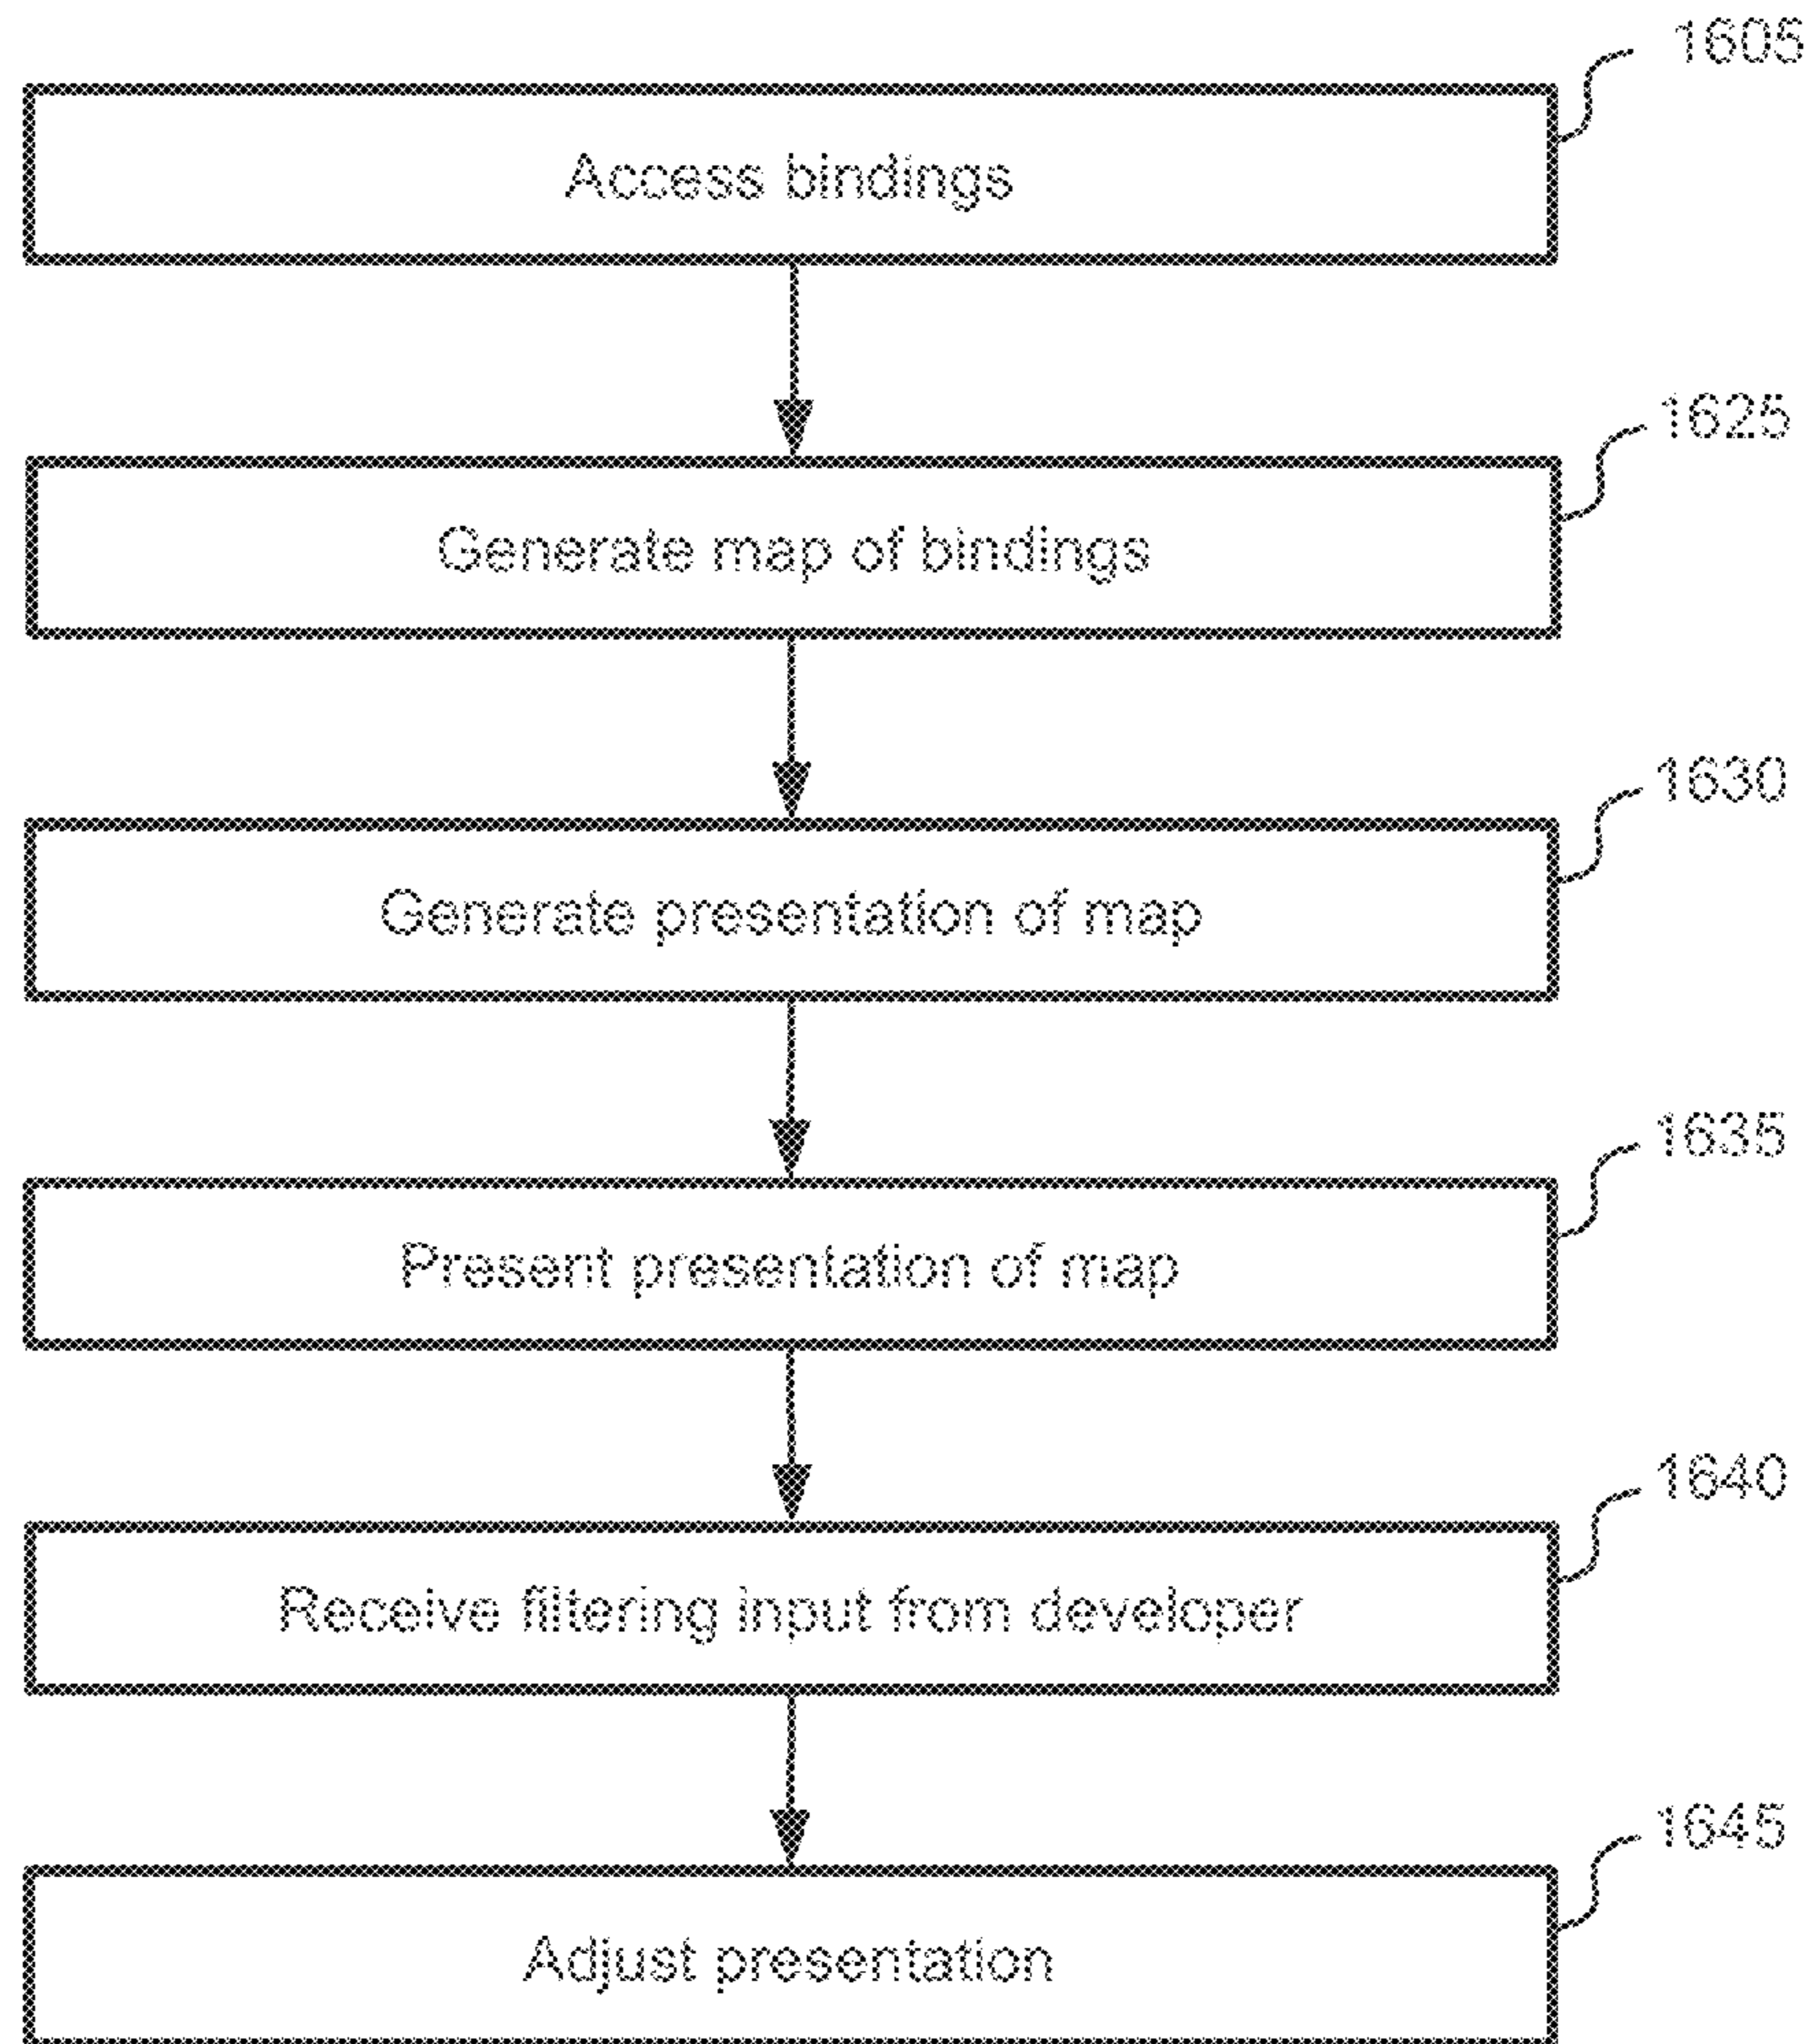 1605
Access bindings
1625
Generate map of bindings
1630
Generate presentation of map
1635
Present presentation of map
1640
Receive filtering input from developer
1645
Adjust presentation